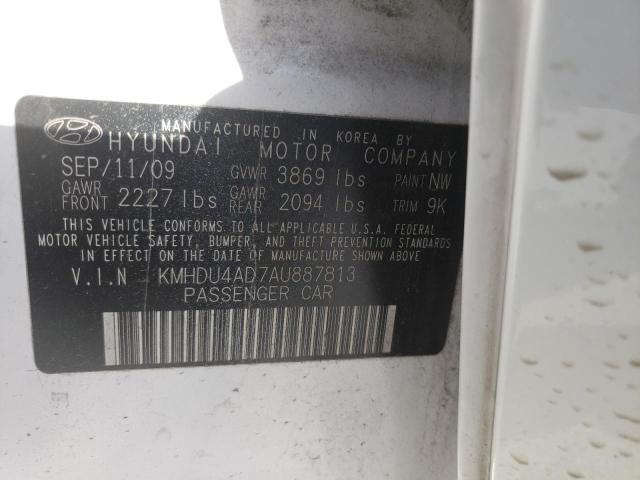 MANUFACTURED IN KOREA BY
HYUNDAI MOTOR COMPANY
SEP/11/09 GVWR 3869 lbs PAINT NW
GAWR FRONT 2227 lbs GAWR REAR 2094 lbs TRIM 9K
THIS VEHICLE CONFORMS TO ALL APPLICABLE U.S.A. FEDERAL
MOTOR VEHICLE SAFETY, BUMPER, AND THEFT PREVENTION STANDARDS
IN EFFECT ON THE DATE OF MANUFACTURE SHOWN ABOVE.
V.I.N KMHDU4AD7AU887813
PASSENGER CAR